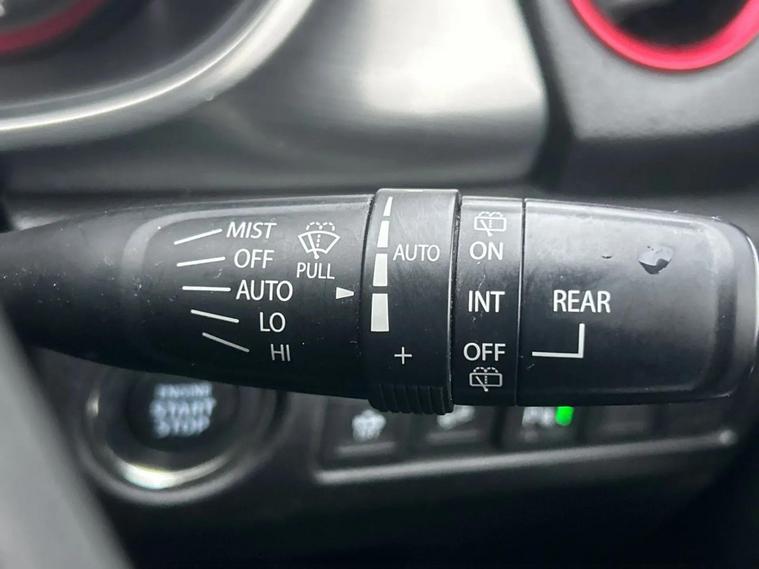 MIST
OFF
AUTO
LO
HI
PULL
AUTO
+
ON
INT
OFF
REAR
ENGINE
START
STOP